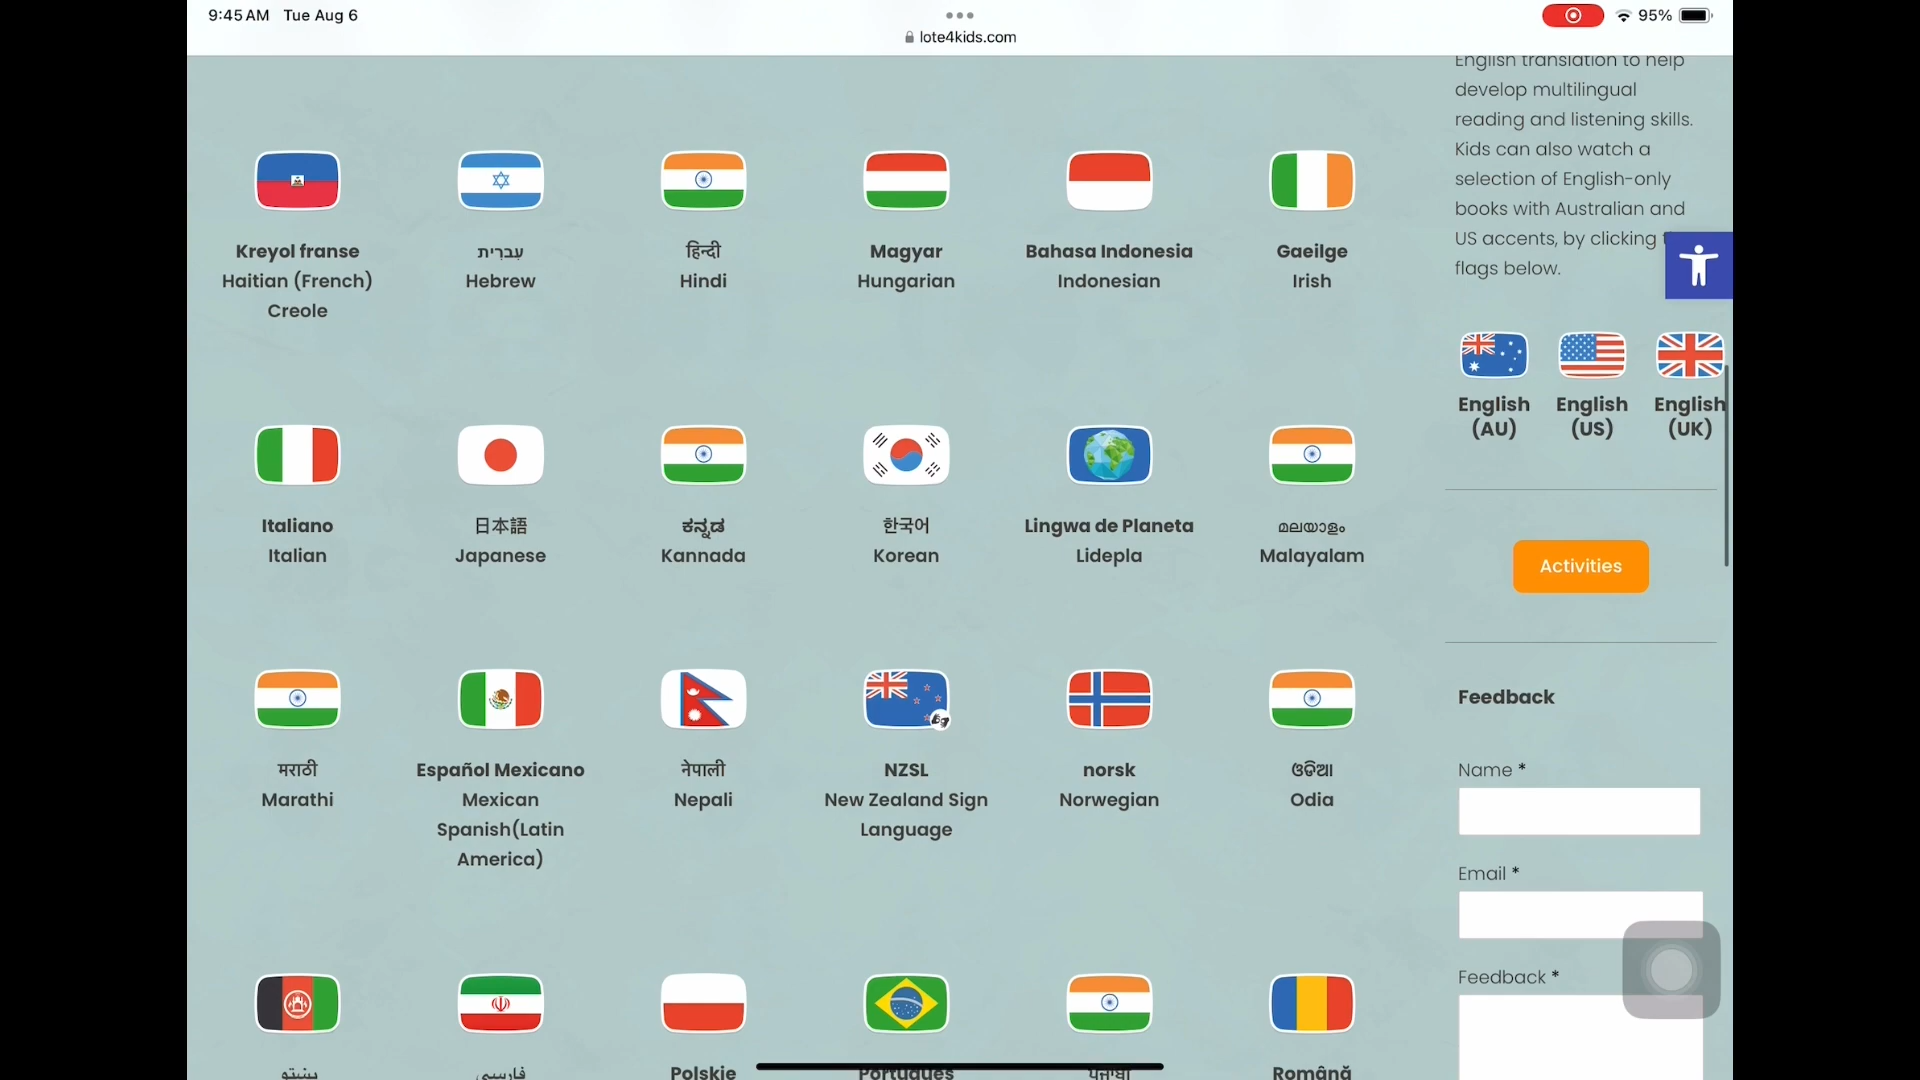 9:45 AM Tue Aug 6
95%
lote4kids.com
English translation to help
develop multilingual
reading and listening skills.
Kids can also watch a
selection of English-only
books with Australian and
US accents, by clicking
flags below.
Kreyol franse
Haitian (French)
Creole
עִברִית
Hebrew
हिन्दी
Hindi
Magyar
Hungarian
Bahasa Indonesia
Indonesian
Gaeilge
Irish
English
(AU)
English
(US)
English
(UK)
Italiano
Italian
日本語
Japanese
ಕನ್ನಡ
Kannada
한국어
Korean
Lingwa de Planeta
Lidepla
മലയാളം
Malayalam
Activities
मराठी
Marathi
Español Mexicano
Mexican
Spanish(Latin
America)
नेपाली
Nepali
NZSL
New Zealand Sign
Language
norsk
Norwegian
ଓଡିଆ
Odia
Feedback
Name *
Email *
Feedback *
پښتو
فارسی
Polskie
Português
ਪੰਜਾਬੀ
Română